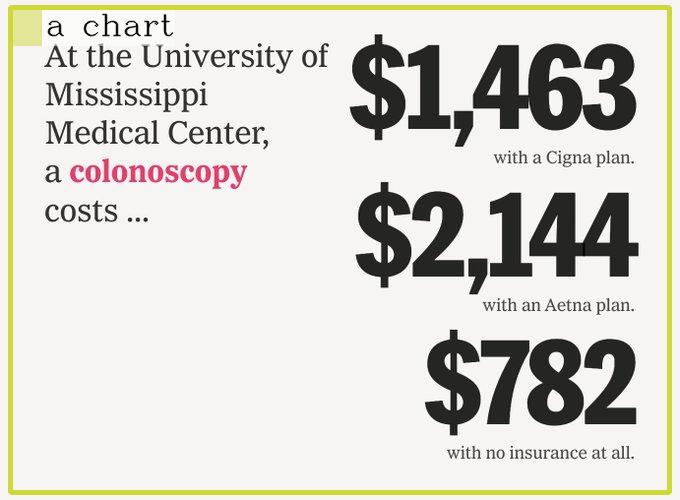 a chart
At the University of
Mississippi
Medical Center,
a colonoscopy
costs ...
$1,463
with a Cigna plan.
$2,144
with an Aetna plan.
$782
with no insurance at all.